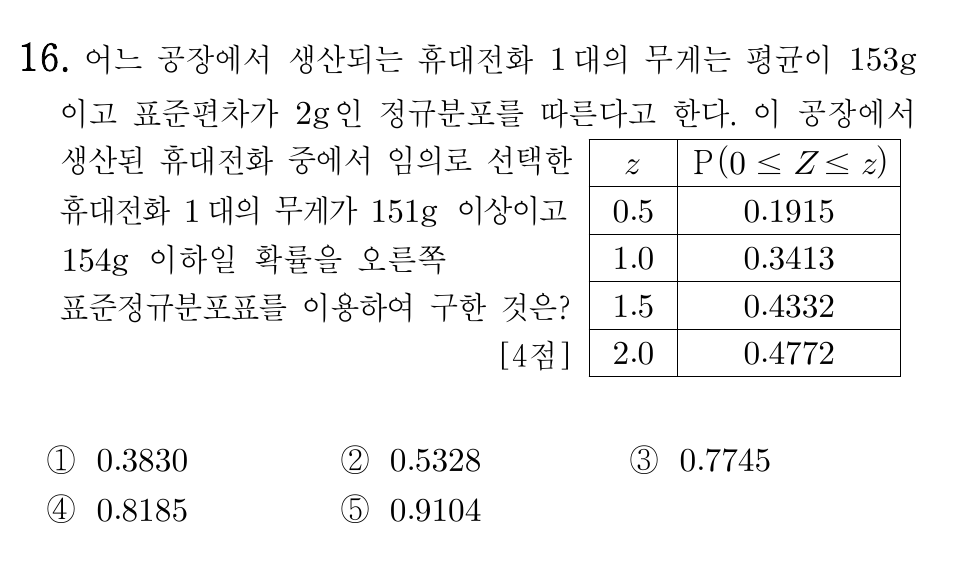 16. 어느 공장에서 생산되는 휴대전화 1대의 무게는 평균이 153g
이고 표준편차가 2g인 정규분포를 따른다고 한다. 이 공장에서
생산된 휴대전화 중에서 임의로 선택한
휴대전화 1대의 무게가 151g 이상이고
154g 이하일 확률을 오른쪽
표준정규분포표를 이용하여 구한 것은?
[4점]
z P(0 ≤ Z ≤ z)
0.5 0.1915
1.0 0.3413
1.5 0.4332
2.0 0.4772
① 0.3830 ② 0.5328 ③ 0.7745
④ 0.8185 ⑤ 0.9104